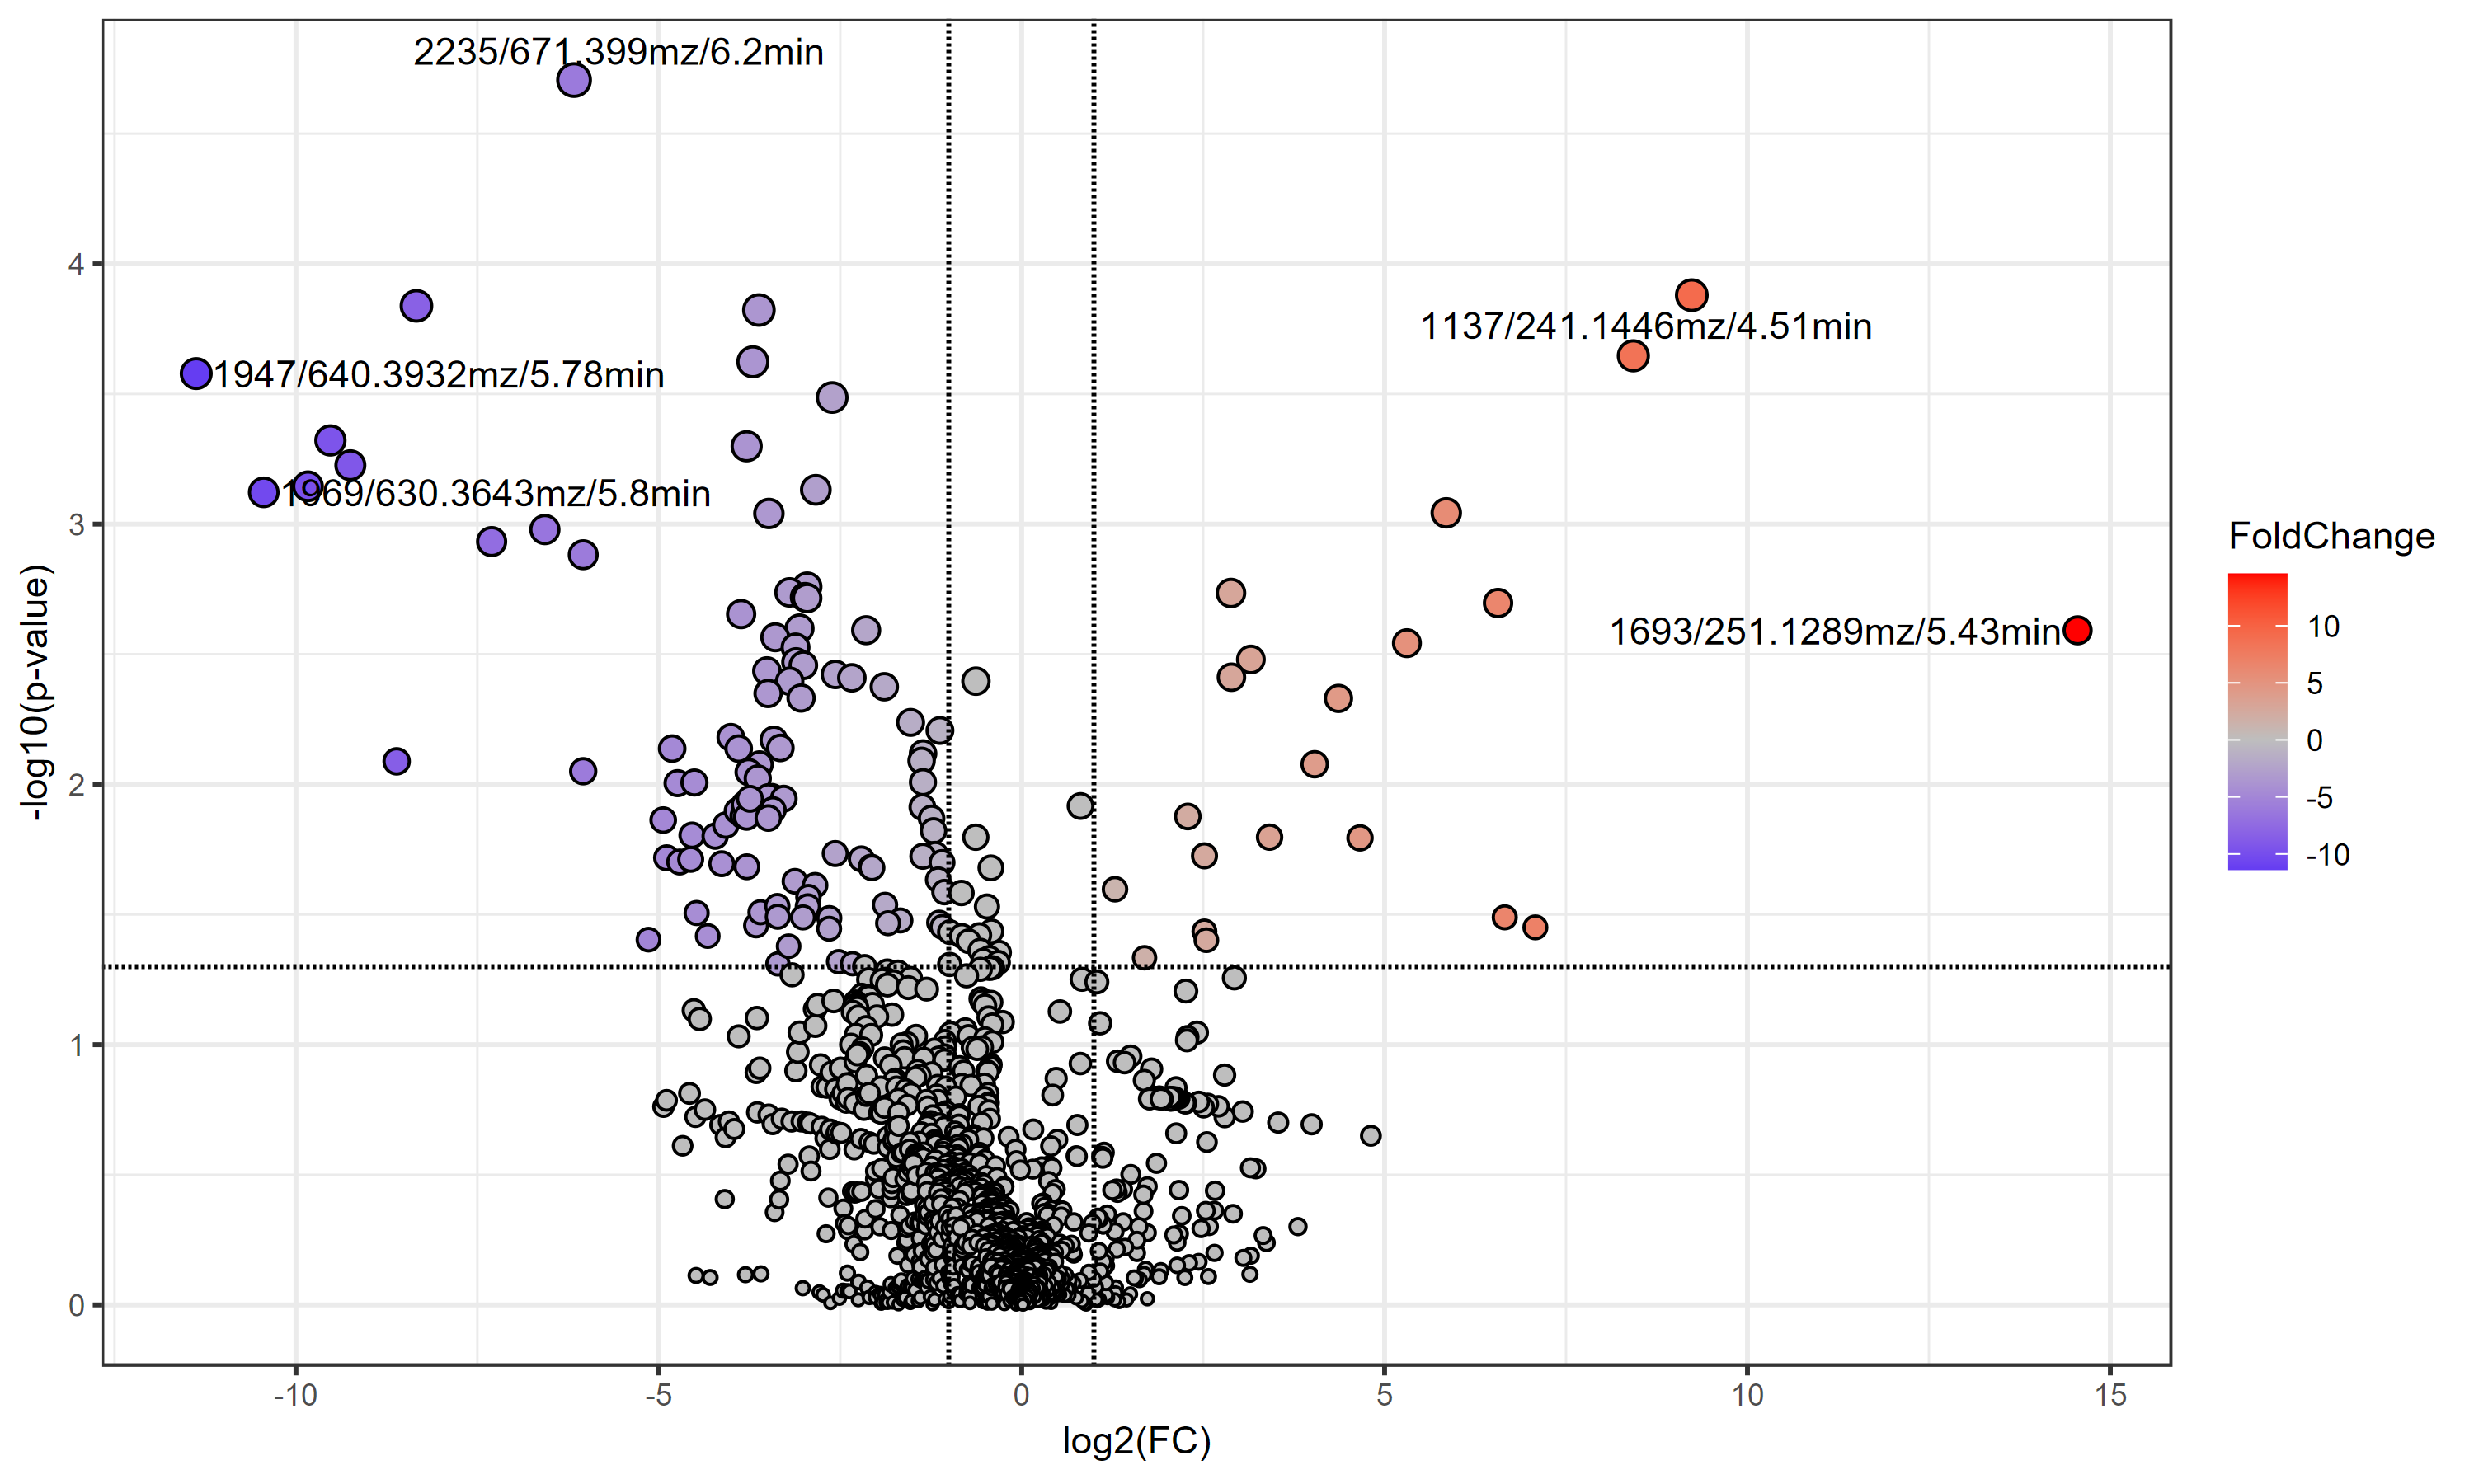 2235/671.399mz/6.2min
1137/241.1446mz/4.51min
1947/640.3932mz/5.78min
1969/630.3643mz/5.8min
1693/251.1289mz/5.43min
-log10(p-value)
4
3
2
1
0
-10
-5
0
5
10
15
log2(FC)
FoldChange
10
5
0
-5
-10